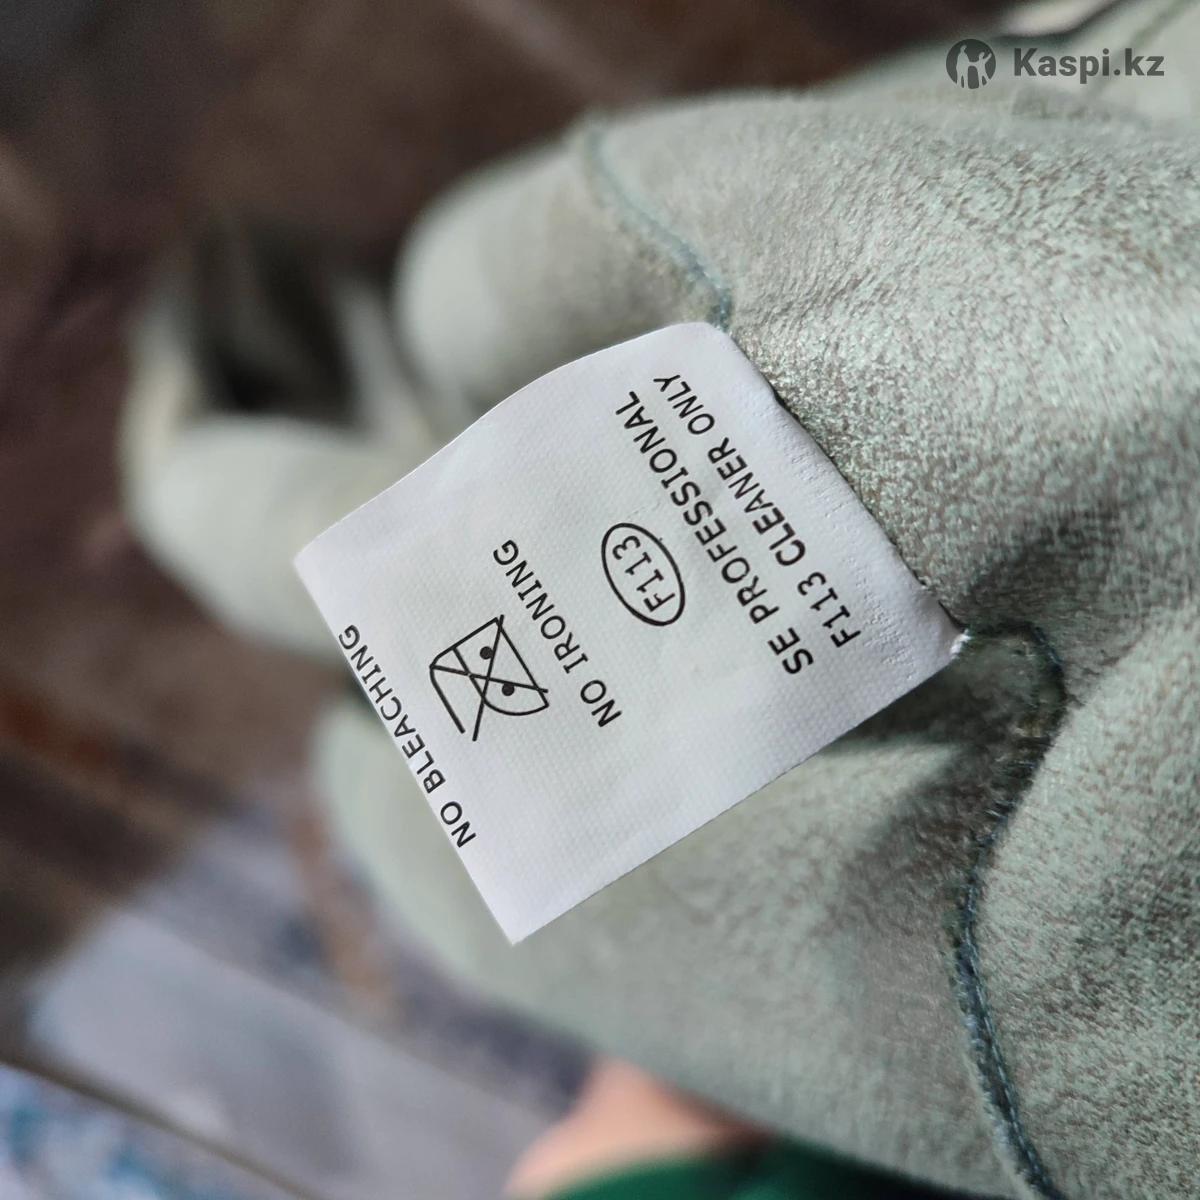 Kaspi.kz
NO BLEACHING
NO IRONING
F113
SE PROFESSIONAL
F113 CLEANER ONLY